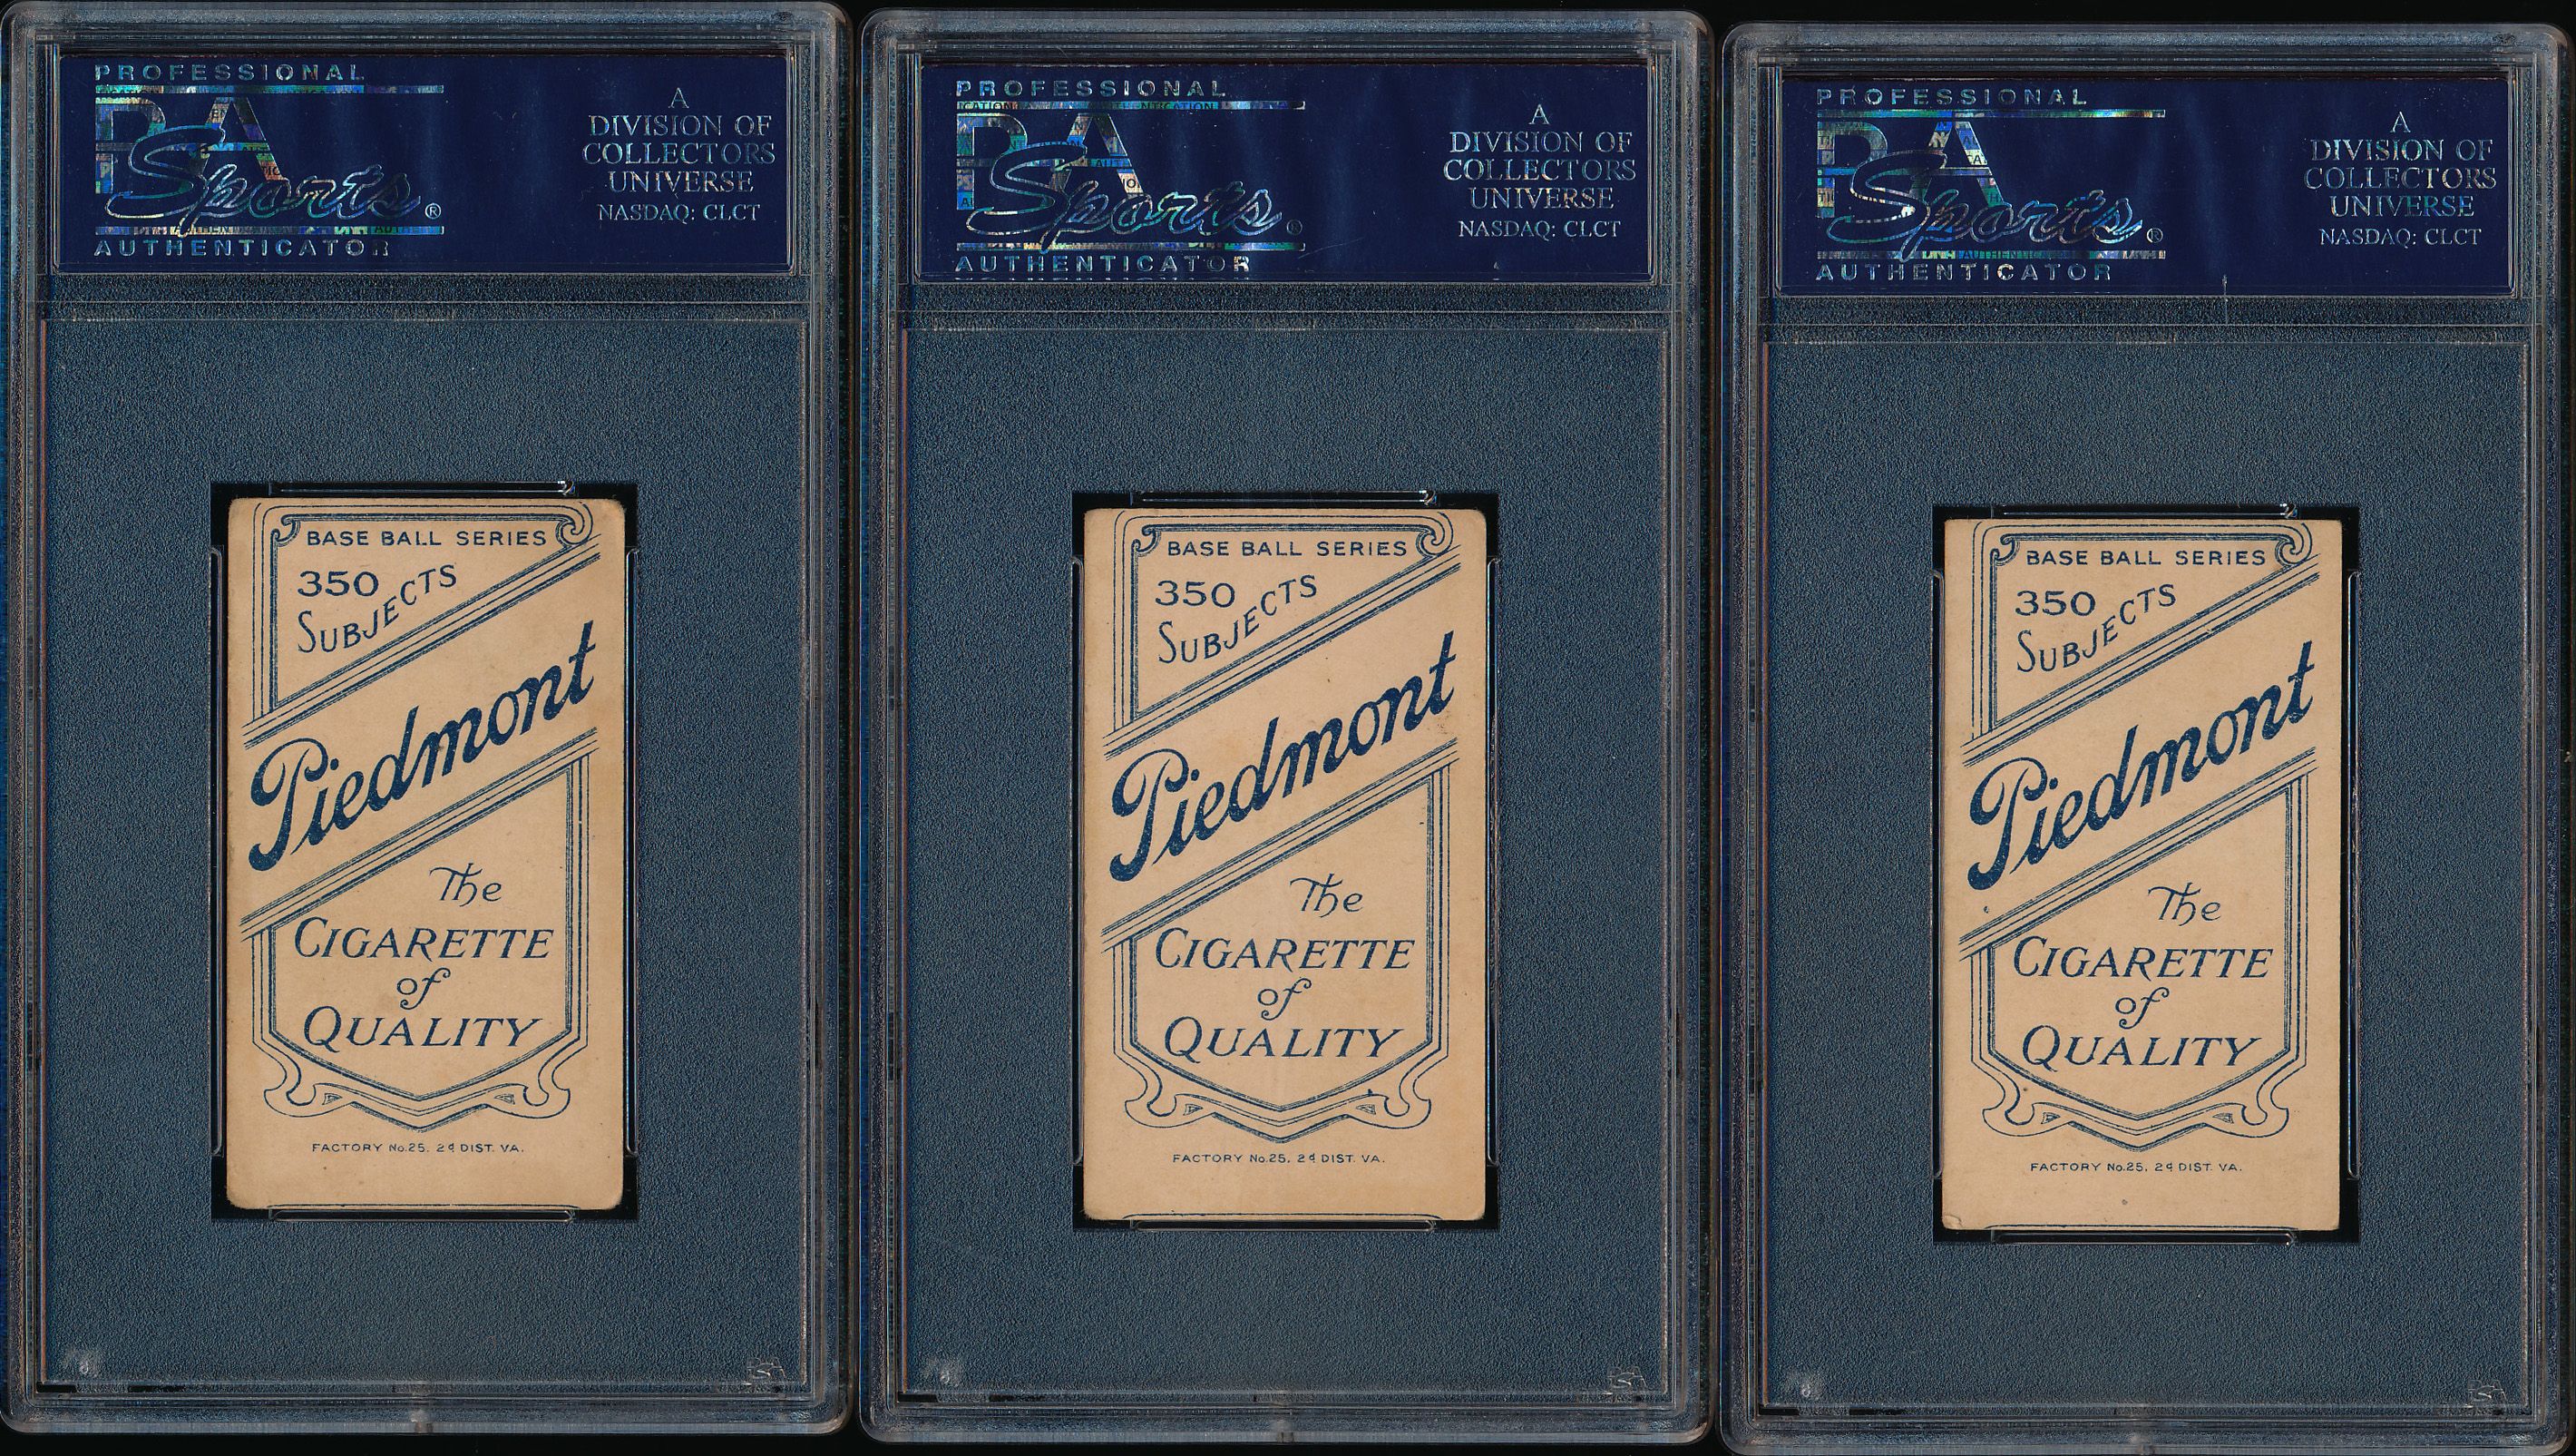 PROFESSIONAL
PSA
Sports®
AUTHENTICATOR
A
DIVISION OF
COLLECTORS
UNIVERSE
NASDAQ: CLCT
BASE BALL SERIES
350
SUBJECTS
Piedmont
The
CIGARETTE
of
QUALITY
FACTORY No.25. 2d DIST. VA.
PROFESSIONAL
PSA
Sports®
AUTHENTICATOR
A
DIVISION OF
COLLECTORS
UNIVERSE
NASDAQ: CLCT
BASE BALL SERIES
350
SUBJECTS
Piedmont
The
CIGARETTE
of
QUALITY
FACTORY No.25. 2d DIST. VA.
PROFESSIONAL
PSA
Sports®
AUTHENTICATOR
A
DIVISION OF
COLLECTORS
UNIVERSE
NASDAQ: CLCT
BASE BALL SERIES
350
SUBJECTS
Piedmont
The
CIGARETTE
of
QUALITY
FACTORY No.25. 2d DIST. VA.